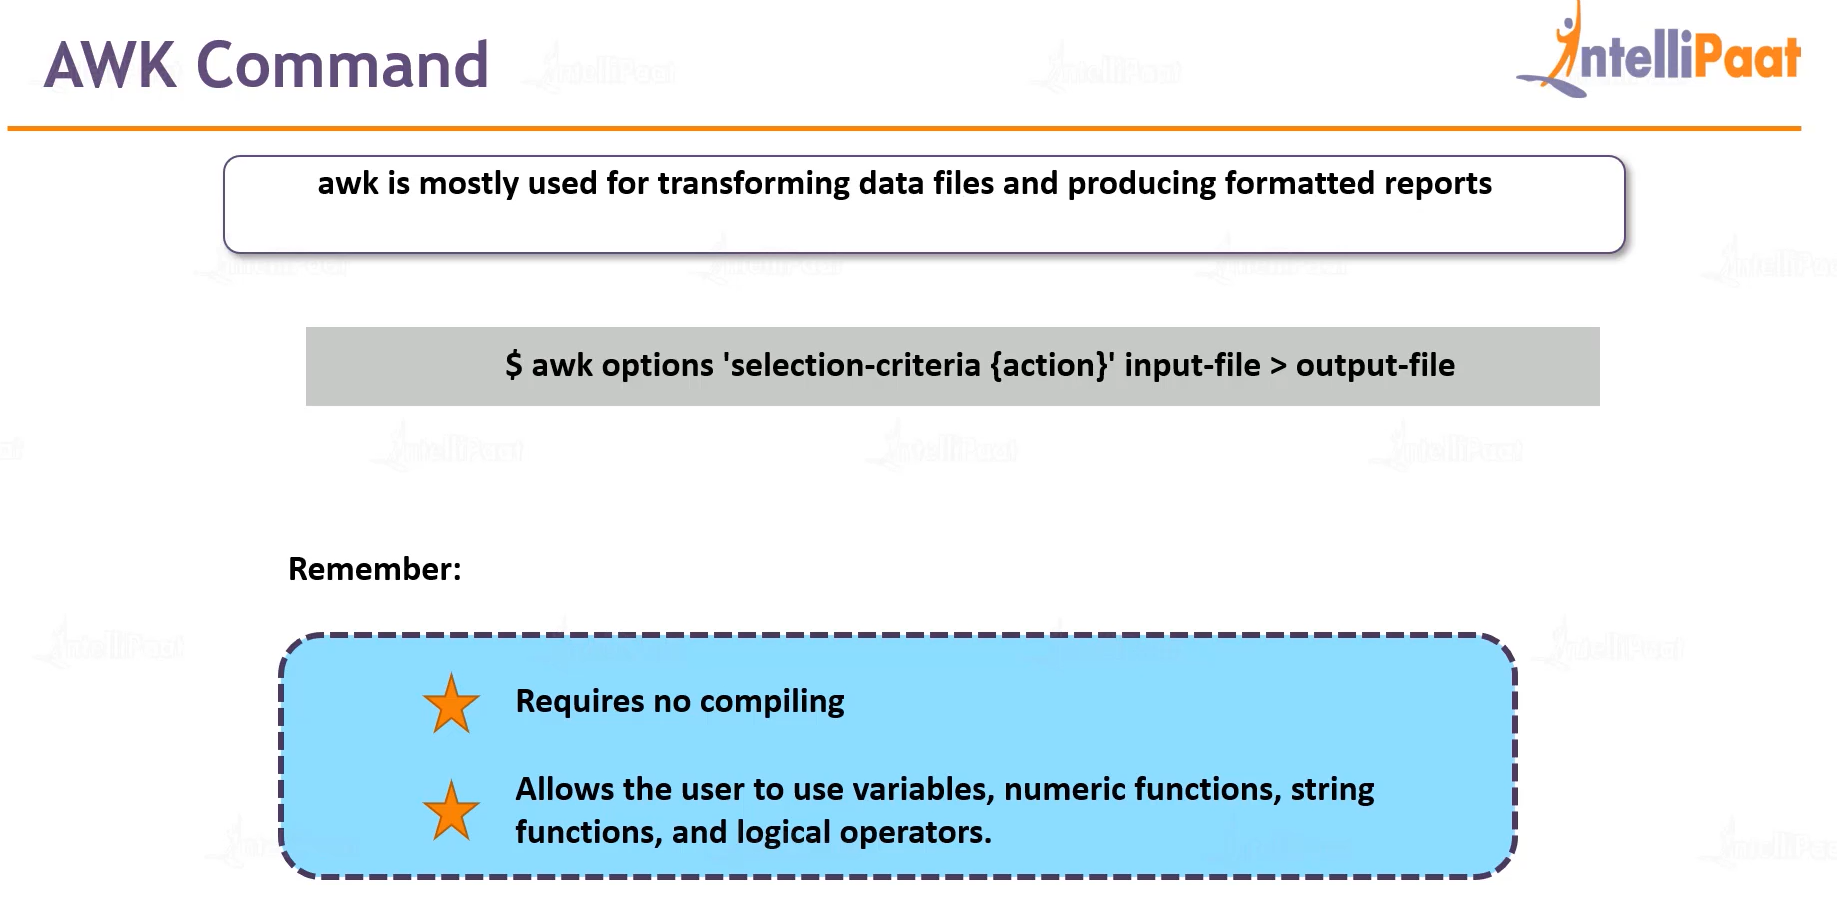 AWK Command
IntelliPaat
awk is mostly used for transforming data files and producing formatted reports
$ awk options 'selection-criteria {action}' input-file > output-file
Remember:
Requires no compiling
Allows the user to use variables, numeric functions, string
functions, and logical operators.